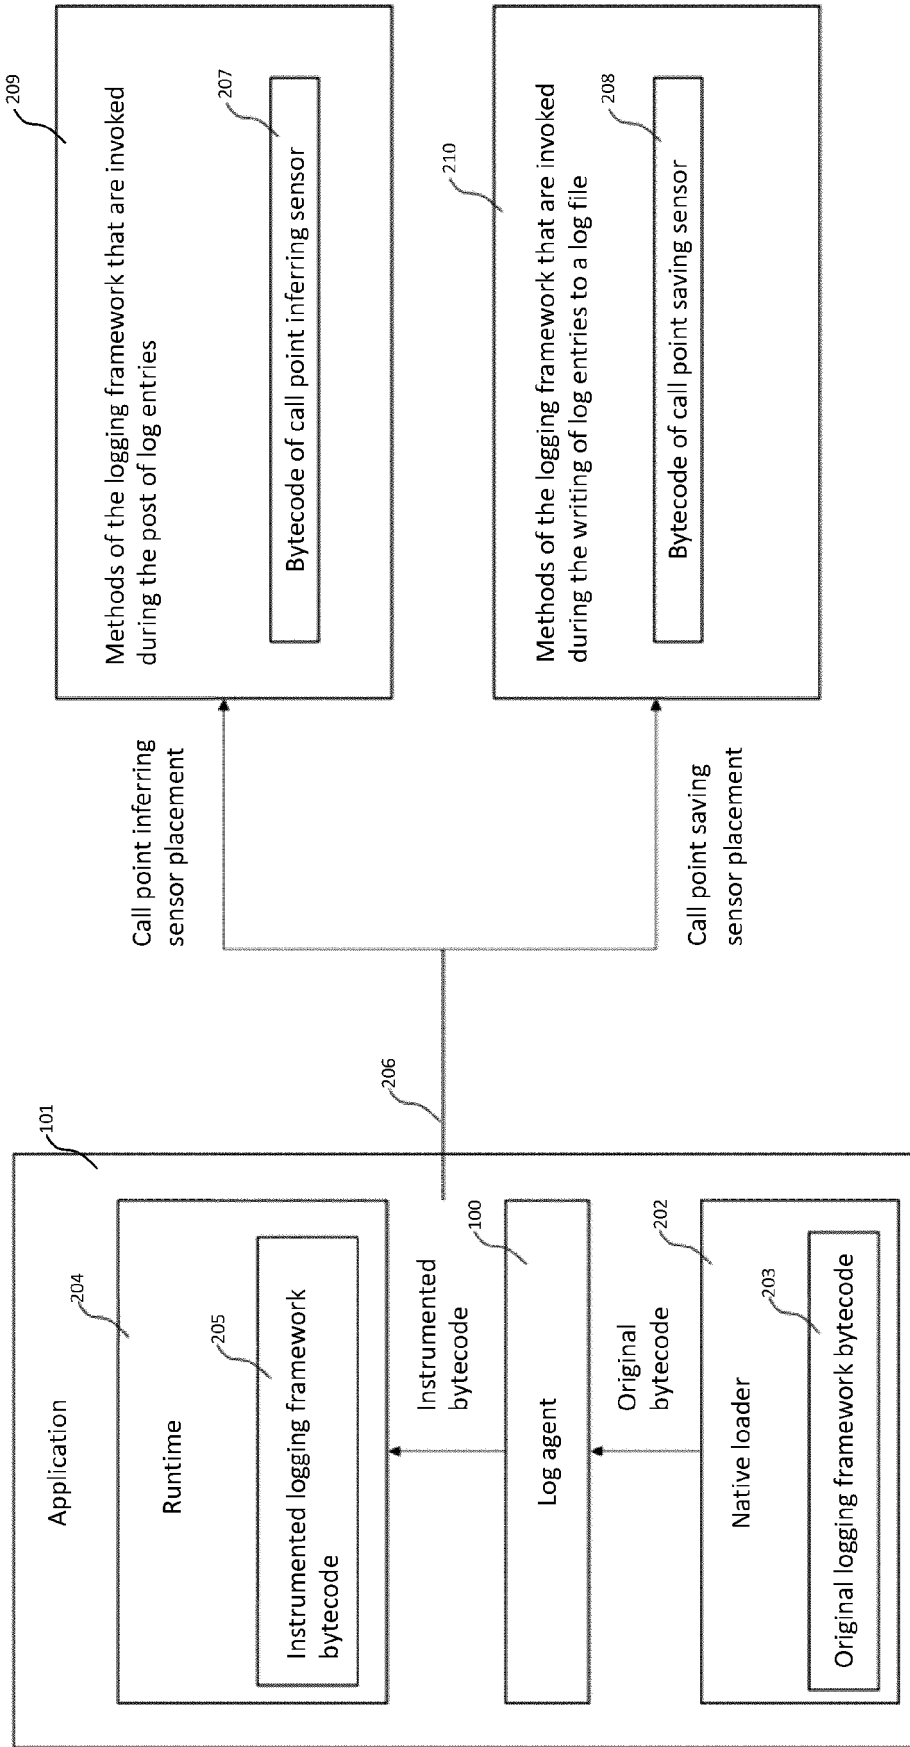 Application
101
Runtime
204
Instrumented logging framework
bytecode
205
Instrumented
bytecode
Log agent
100
Original
bytecode
Native loader
202
Original logging framework bytecode
203
206
Call point inferring
sensor placement
Call point saving
sensor placement
209
Methods of the logging framework that are invoked
during the post of log entries
207
Bytecode of call point inferring sensor
210
Methods of the logging framework that are invoked
during the writing of log entries to a log file
208
Bytecode of call point saving sensor